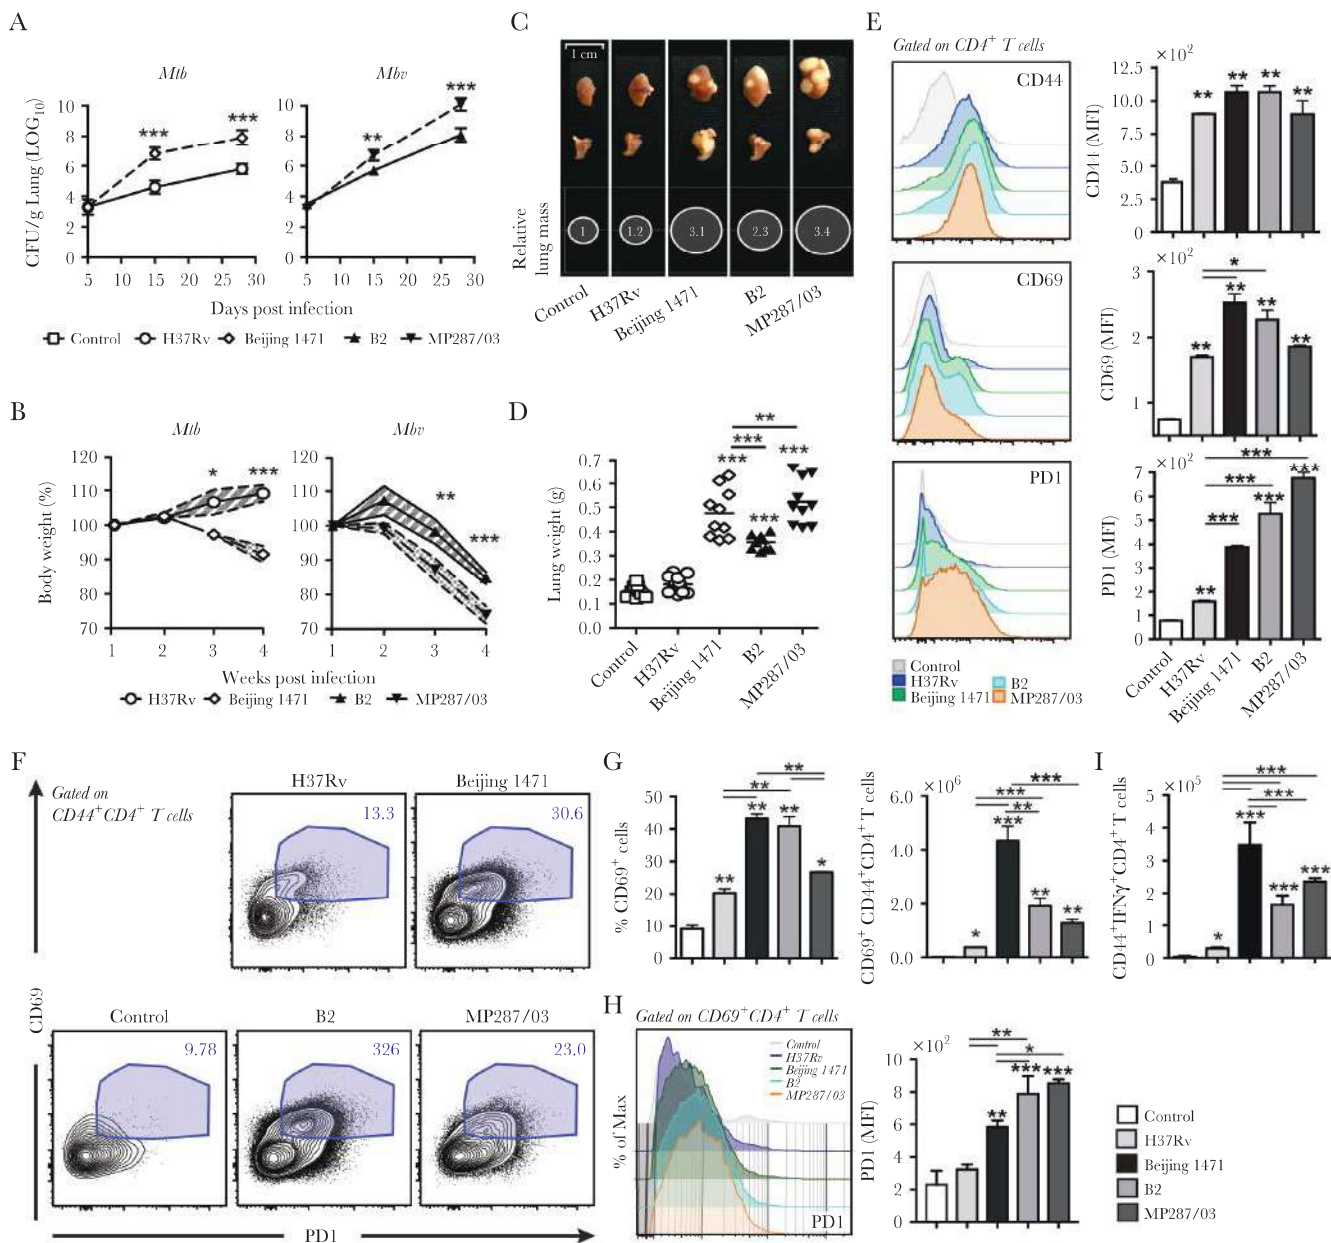 A
Mtb
Mbv
CFU/g Lung (LOG10)
10
8
6
4
2
0
***
***
5 10 15 20 25 30
10
8
6
4
2
0
**
***
5 10 15 20 25 30
Days post infection
Control H37Rv Beijing 1471 B2 MP287/03
B
Mtb
Mbv
Body weight (%)
110
100
90
80
70
* ***
1 2 3 4
110
100
90
80
70
**
***
1 2 3 4
Weeks post infection
H37Rv Beijing 1471 B2 MP287/03
C
1 cm
Relative
lung mass
1 1.2 3.1 2.3 3.4
Control
H37Rv
Beijing 1471
B2
MP287/03
D
Lung weight (g)
0.7
0.6
0.5
0.4
0.3
0.2
0.1
0.0
**
***
*** ***
***
Control
H37Rv
Beijing 1471
B2
MP287/03
E
Gated on CD4+ T cells
CD44
CD44 (MFI)
×10²
12.5
10.0
7.5
5.0
2.5
** ** ** **
CD69
CD69 (MFI)
×10²
3
2
1
*
** ** ** **
PD1
PD1 (MFI)
×10²
7
6
5
4
3
2
1
0
***
***
***
** *** ***
Control
H37Rv
Beijing 1471
B2
MP287/03
Control
H37Rv
Beijing 1471
B2
MP287/03
F
Gated on
CD44+CD4+ T cells
H37Rv
13.3
Beijing 1471
30.6
Control
9.78
B2
326
MP287/03
23.0
CD69
PD1
G
% CD69+ cells
50
40
30
20
10
0
**
**
** ** ** *
CD69+ CD44+CD4+ T cells
×10⁶
6.0
4.0
2.0
0.0
***
***
**
* *** ** **
H
Gated on CD69+CD4+ T cells
% of Max
Control
H37Rv
Beijing 1471
B2
MP287/03
PD1
PD1 (MFI)
×10²
10
8
6
4
2
0
**
*
** *** ***
I
CD44+IFNγ+CD4+ T cells
×10⁵
5
4
3
2
1
0
***
***
* *** *** ***
Control
H37Rv
Beijing 1471
B2
MP287/03